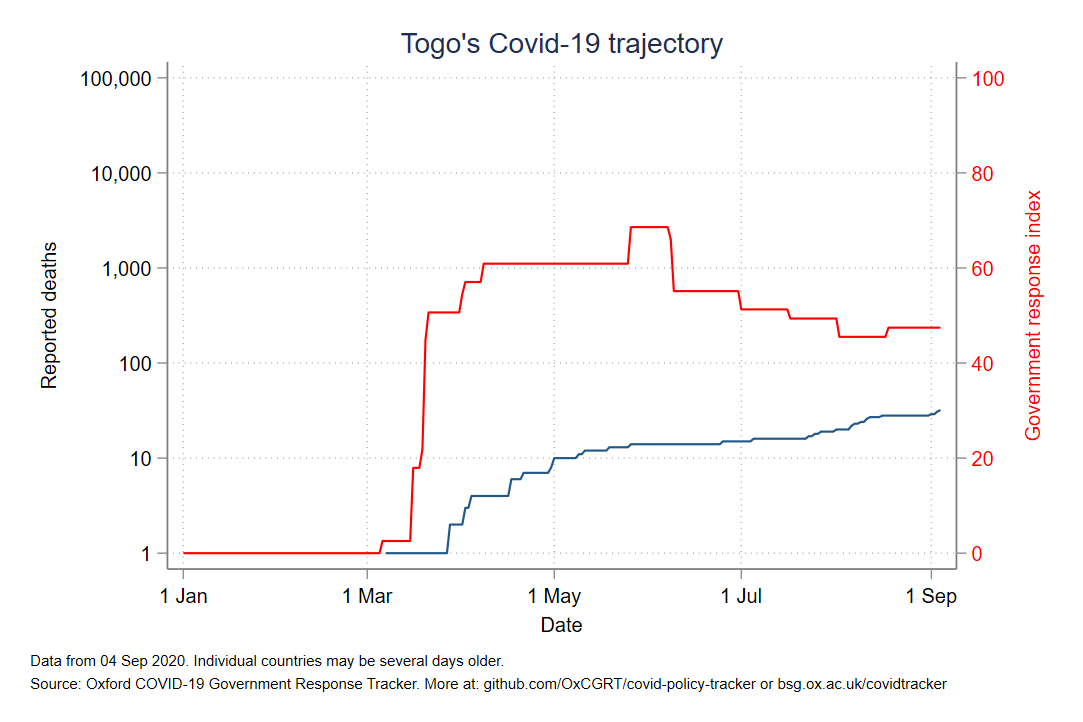 Togo's Covid-19 trajectory
100,000
10,000
1,000
100
10
1
Reported deaths
100
80
60
40
20
0
Government response index
1 Jan
1 Mar
1 May
1 Jul
1 Sep
Date
Data from 04 Sep 2020. Individual countries may be several days older.
Source: Oxford COVID-19 Government Response Tracker. More at: github.com/OxCGRT/covid-policy-tracker or bsg.ox.ac.uk/covidtracker